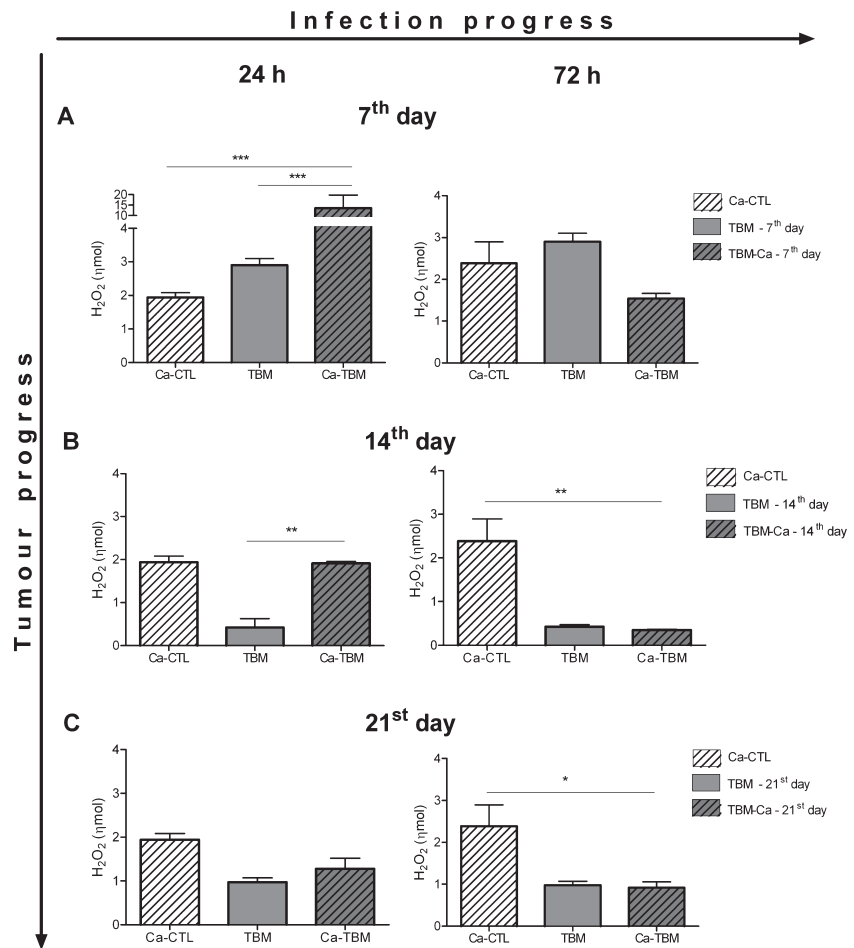 Infection progress
24 h
72 h
Tumour progress
A
7th day
***
***
20
15
10
4
3
2
1
0
H2O2 (ηmol)
Ca-CTL
TBM
Ca-TBM
4
3
2
1
0
H2O2 (ηmol)
Ca-CTL
TBM
Ca-TBM
Ca-CTL
TBM - 7th day
TBM-Ca - 7th day
B
14th day
**
4
3
2
1
0
H2O2 (ηmol)
Ca-CTL
TBM
Ca-TBM
**
4
3
2
1
0
H2O2 (ηmol)
Ca-CTL
TBM
Ca-TBM
Ca-CTL
TBM - 14th day
TBM-Ca - 14th day
C
21st day
4
3
2
1
0
H2O2 (ηmol)
Ca-CTL
TBM
Ca-TBM
*
4
3
2
1
0
H2O2 (ηmol)
Ca-CTL
TBM
Ca-TBM
Ca-CTL
TBM - 21st day
TBM-Ca - 21st day